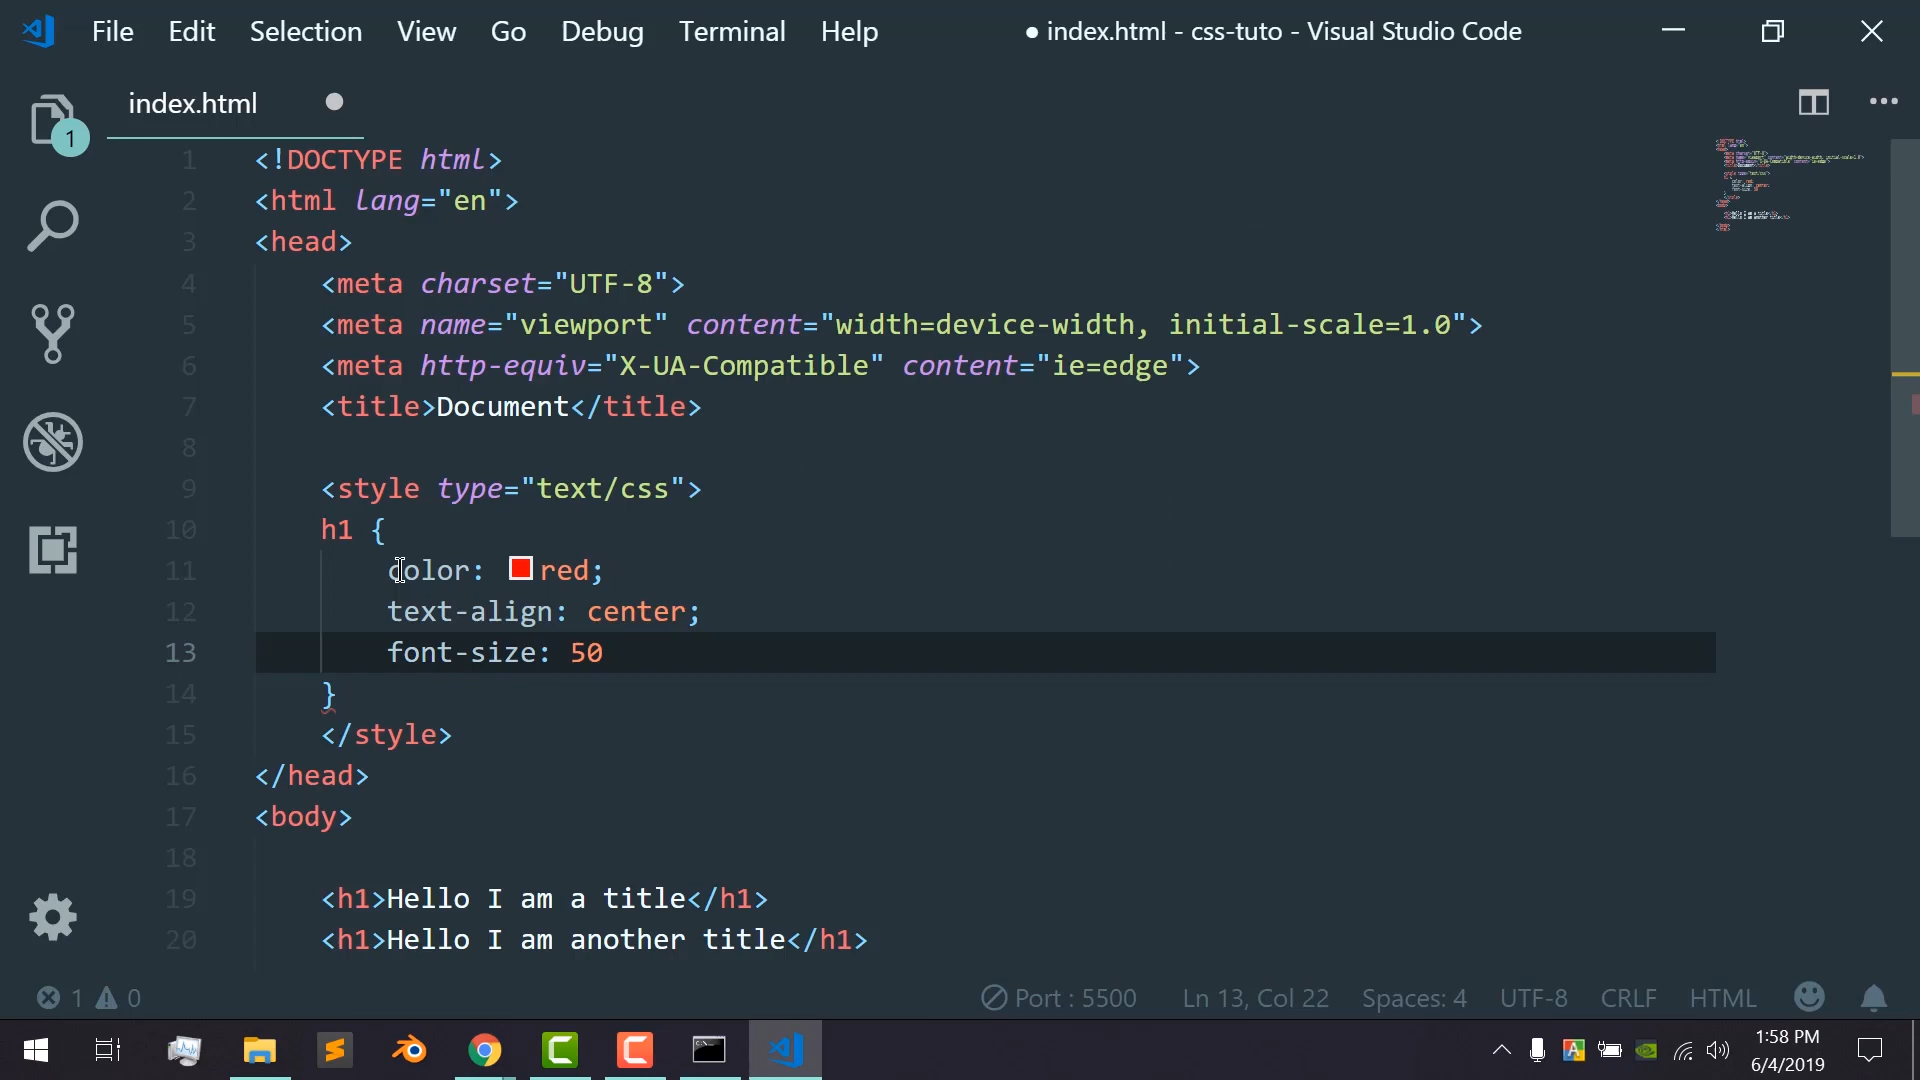 File Edit Selection View Go Debug Terminal Help ● index.html - css-tuto - Visual Studio Code
1
index.html
1 <!DOCTYPE html>
2 <html lang="en">
3 <head>
4 <meta charset="UTF-8">
5 <meta name="viewport" content="width=device-width, initial-scale=1.0">
6 <meta http-equiv="X-UA-Compatible" content="ie=edge">
7 <title>Document</title>
8
9 <style type="text/css">
10 h1 {
11 color: red;
12 text-align: center;
13 font-size: 50
14 }
15 </style>
16 </head>
17 <body>
18
19 <h1>Hello I am a title</h1>
20 <h1>Hello I am another title</h1>
1 0 Port : 5500 Ln 13, Col 22 Spaces: 4 UTF-8 CRLF HTML
1:58 PM
6/4/2019